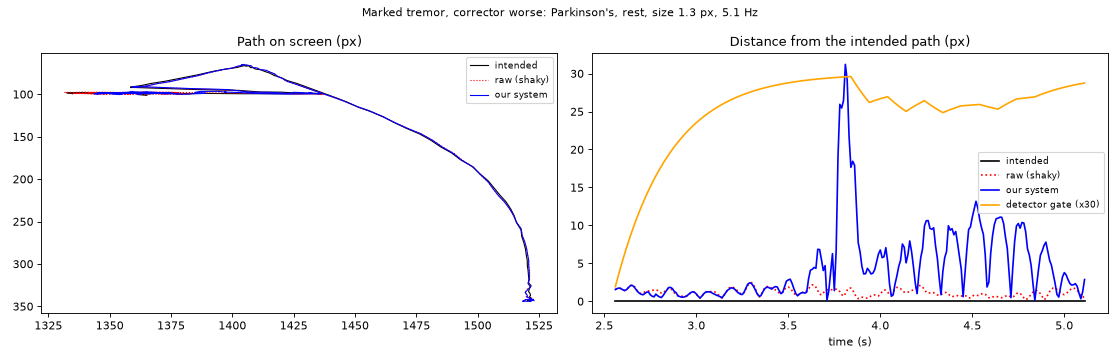 Marked tremor, corrector worse: Parkinson's, rest, size 1.3 px, 5.1 Hz
Path on screen (px)
100
150
200
250
300
350
1325
1350
1375
1400
1425
1450
1475
1500
1525
intended
raw (shaky)
our system
Distance from the intended path (px)
30
25
20
15
10
5
0
2.5
3.0
3.5
4.0
4.5
5.0
time (s)
intended
raw (shaky)
our system
detector gate (x30)